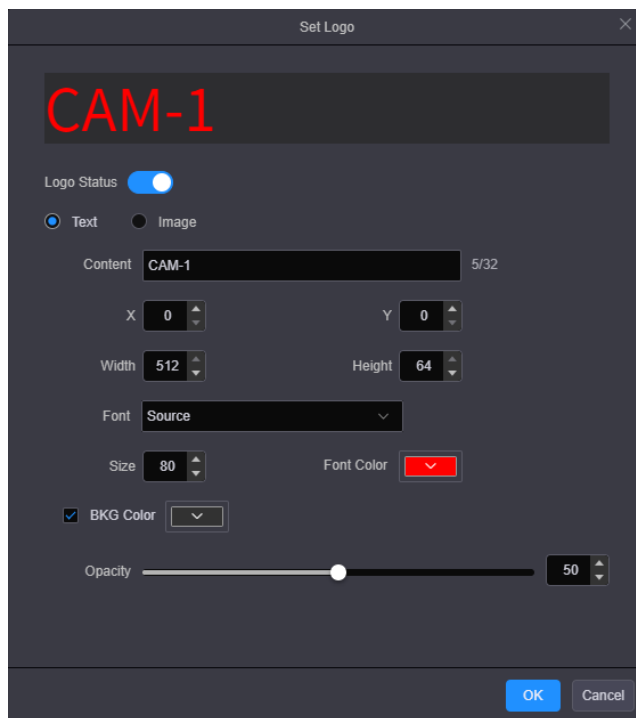 Set Logo
CAM-1
Logo Status
Text Image
Content CAM-1 5/32
X 0 Y 0
Width 512 Height 64
Font Source
Size 80 Font Color
BKG Color
Opacity 50
OK Cancel